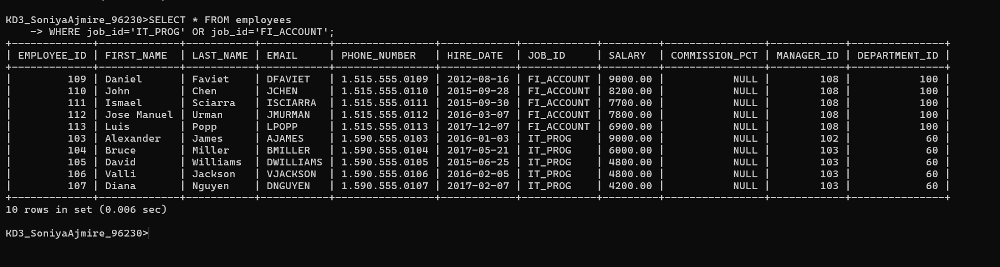 KD3_SoniyaAjmire_96230>SELECT * FROM employees
    -> WHERE job_id='IT_PROG' OR job_id='FI_ACCOUNT';
+-------------+-------------+-----------+-----------+----------------+------------+------------+---------+----------------+------------+---------------+
| EMPLOYEE_ID | FIRST_NAME  | LAST_NAME | EMAIL     | PHONE_NUMBER   | HIRE_DATE  | JOB_ID     | SALARY  | COMMISSION_PCT | MANAGER_ID | DEPARTMENT_ID |
+-------------+-------------+-----------+-----------+----------------+------------+------------+---------+----------------+------------+---------------+
|         109 | Daniel      | Faviet    | DFAVIET   | 1.515.555.0109 | 2012-08-16 | FI_ACCOUNT | 9000.00 |           NULL |        108 |           100 |
|         110 | John        | Chen      | JCHEN     | 1.515.555.0110 | 2015-09-28 | FI_ACCOUNT | 8200.00 |           NULL |        108 |           100 |
|         111 | Ismael      | Sciarra   | ISCIARRA  | 1.515.555.0111 | 2015-09-30 | FI_ACCOUNT | 7700.00 |           NULL |        108 |           100 |
|         112 | Jose Manuel | Urman     | JMURMAN   | 1.515.555.0112 | 2016-03-07 | FI_ACCOUNT | 7800.00 |           NULL |        108 |           100 |
|         113 | Luis        | Popp      | LPOPP     | 1.515.555.0113 | 2017-12-07 | FI_ACCOUNT | 6900.00 |           NULL |        108 |           100 |
|         103 | Alexander   | James     | AJAMES    | 1.590.555.0103 | 2016-01-03 | IT_PROG    | 9000.00 |           NULL |        102 |            60 |
|         104 | Bruce       | Miller    | BMILLER   | 1.590.555.0104 | 2017-05-21 | IT_PROG    | 6000.00 |           NULL |        103 |            60 |
|         105 | David       | Williams  | DWILLIAMS | 1.590.555.0105 | 2015-06-25 | IT_PROG    | 4800.00 |           NULL |        103 |            60 |
|         106 | Valli       | Jackson   | VJACKSON  | 1.590.555.0106 | 2016-02-05 | IT_PROG    | 4800.00 |           NULL |        103 |            60 |
|         107 | Diana       | Nguyen    | DNGUYEN   | 1.590.555.0107 | 2017-02-07 | IT_PROG    | 4200.00 |           NULL |        103 |            60 |
+-------------+-------------+-----------+-----------+----------------+------------+------------+---------+----------------+------------+---------------+
10 rows in set (0.006 sec)
KD3_SoniyaAjmire_96230>